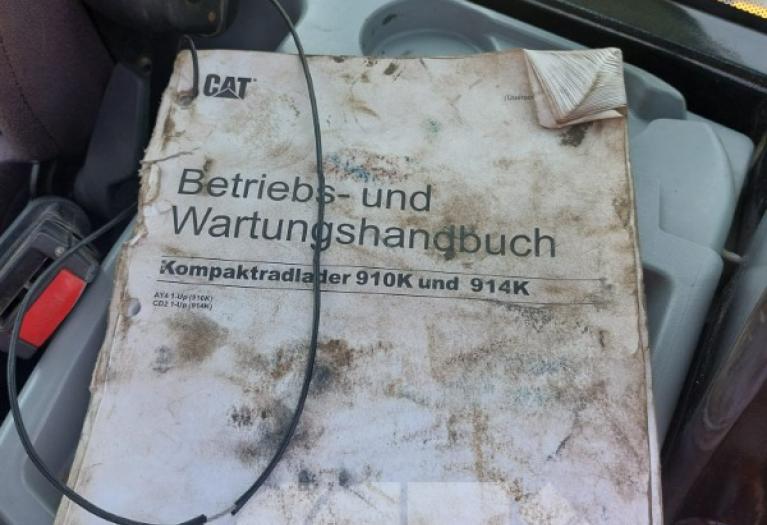 CAT
Betriebs- und
Wartungshandbuch
Kompaktradlader 910K und 914K
AY4 1-Up (910K)
CD2 1-Up (914K)